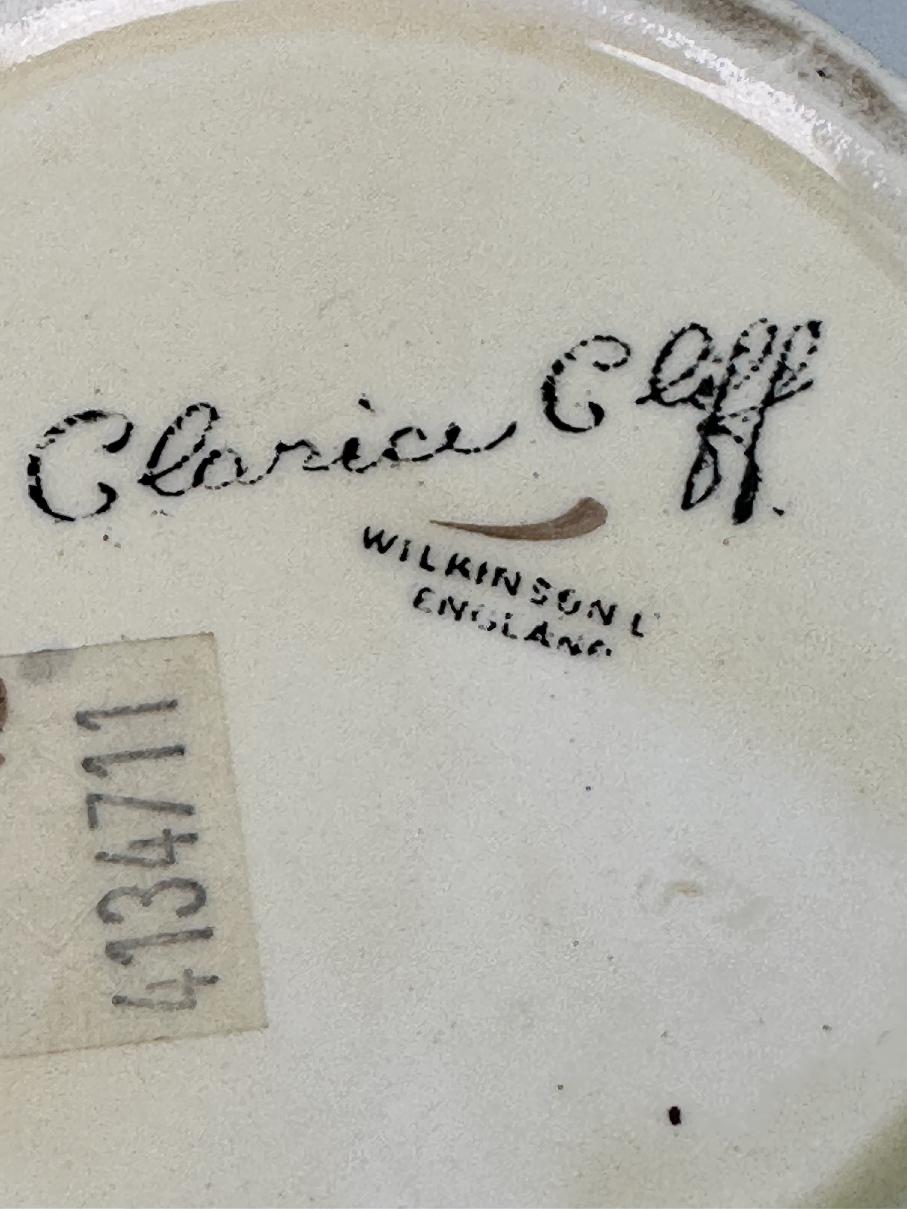 Clarice Cliff
WILKINSON L
ENGLAND
4134711